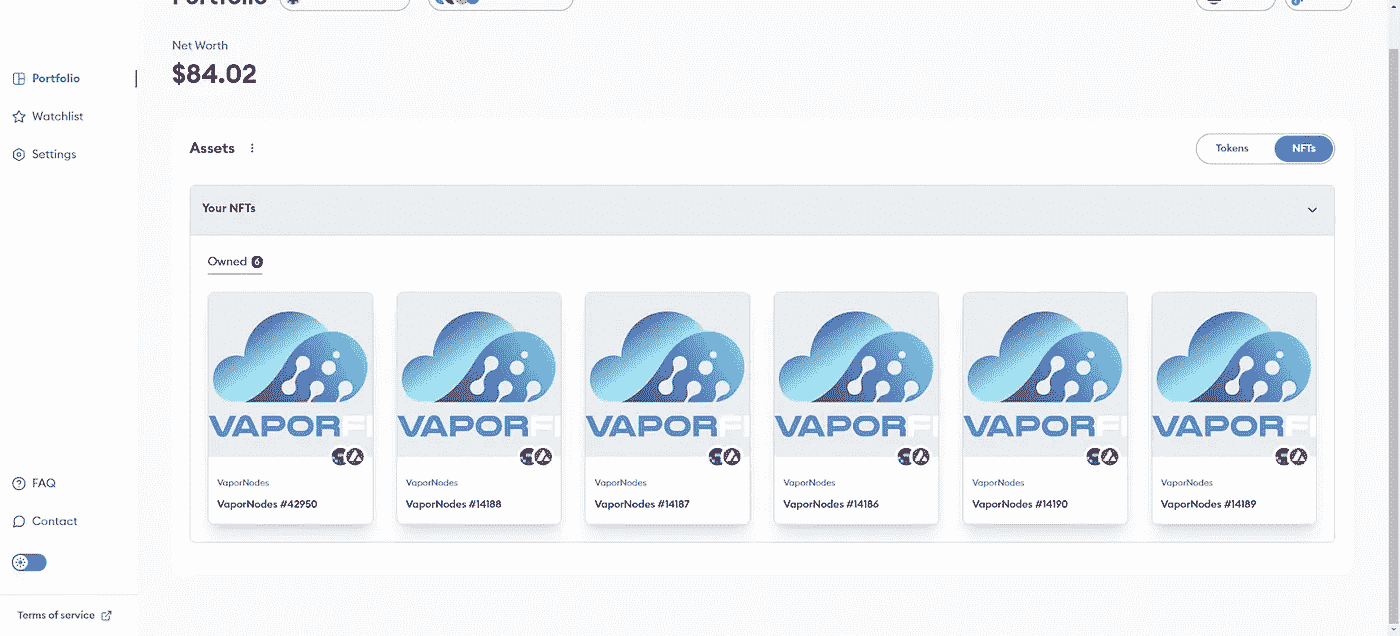 Portfolio
Net Worth
$84.02
Portfolio
Watchlist
Settings
Assets
Tokens
NFTs
Your NFTs
Owned 6
VAPORFI
VAPORFI
VAPORFI
VAPORFI
VAPORFI
VAPORFI
VaporNodes
VaporNodes #42950
VaporNodes
VaporNodes #14188
VaporNodes
VaporNodes #14187
VaporNodes
VaporNodes #14186
VaporNodes
VaporNodes #14190
VaporNodes
VaporNodes #14189
FAQ
Contact
Terms of service